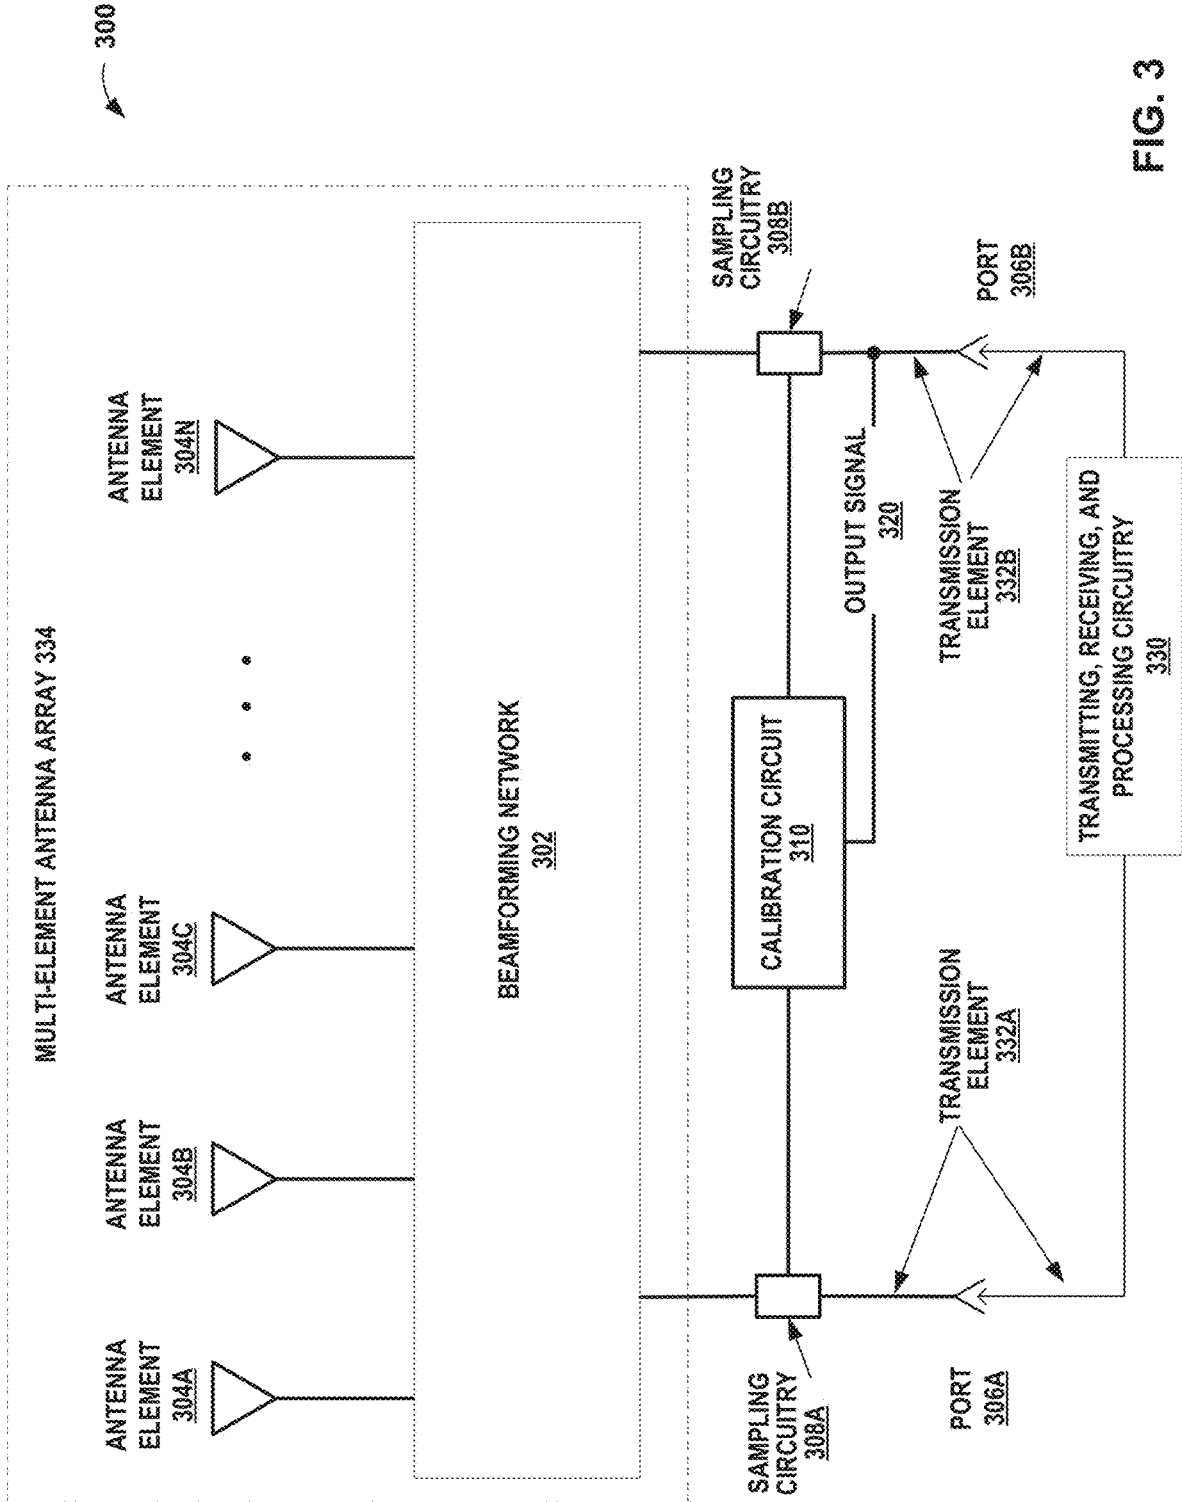 300
MULTI-ELEMENT ANTENNA ARRAY 334
ANTENNA
ELEMENT
304A
ANTENNA
ELEMENT
304B
ANTENNA
ELEMENT
304C
ANTENNA
ELEMENT
304N
BEAMFORMING NETWORK
302
SAMPLING
CIRCUITRY
308A
CALIBRATION CIRCUIT
310
SAMPLING
CIRCUITRY
308B
OUTPUT SIGNAL
320
PORT
306A
TRANSMISSION
ELEMENT
332A
TRANSMISSION
ELEMENT
332B
PORT
306B
TRANSMITTING, RECEIVING, AND
PROCESSING CIRCUITRY
330
FIG. 3